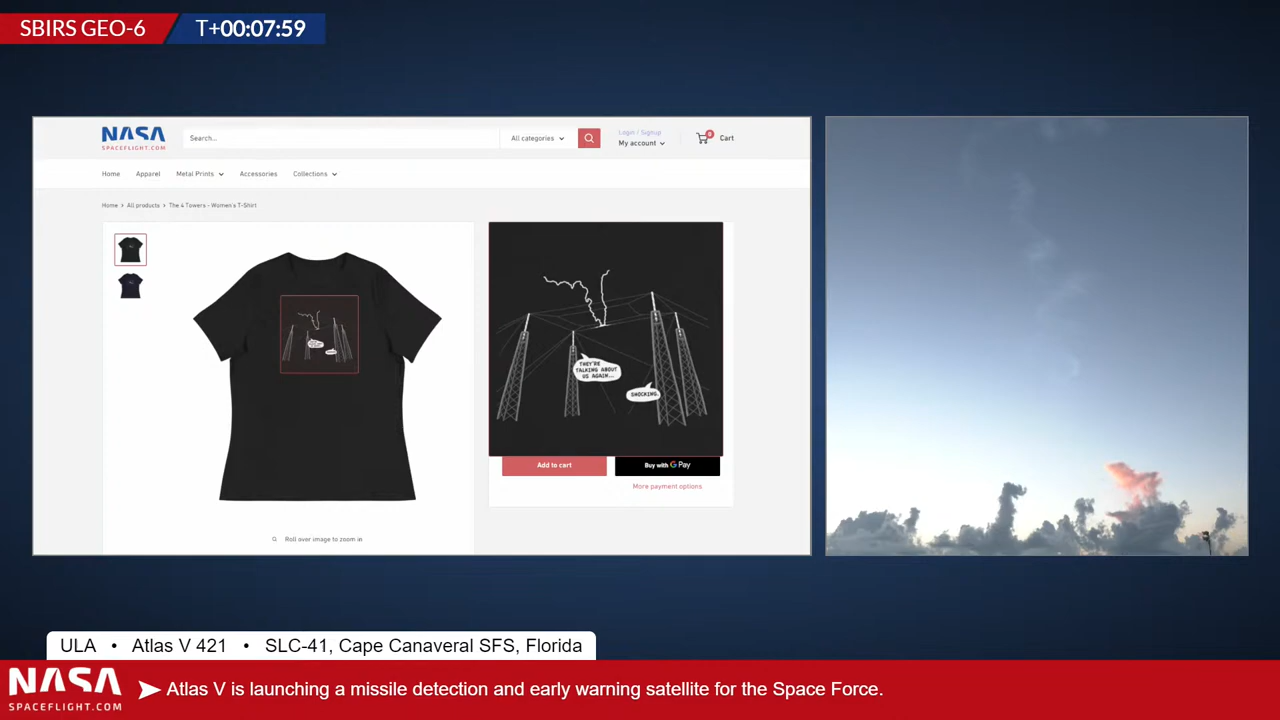 SBIRS GEO-6
T+00:07:59
NASA
SPACEFLIGHT.COM
Search...
All categories
Login / Signup
My account
0
Cart
Home
Apparel
Metal Prints
Accessories
Collections
Home > All products > The 4 Towers - Women's T-Shirt
THEY'RE
TALKING ABOUT
US AGAIN...
SHOCKING.
Add to cart
Buy with G Pay
More payment options
Roll over image to zoom in
ULA • Atlas V 421 • SLC-41, Cape Canaveral SFS, Florida
NASA
SPACEFLIGHT.COM
Atlas V is launching a missile detection and early warning satellite for the Space Force.